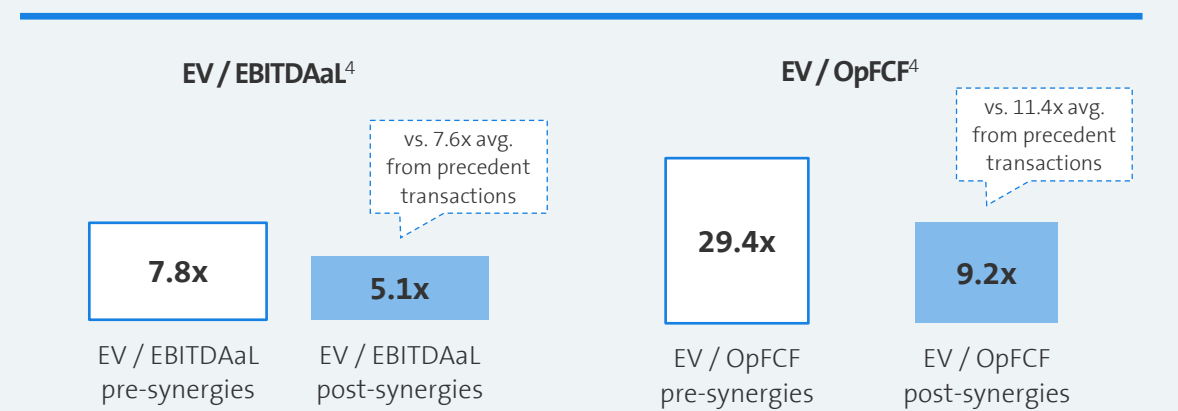 EV / EBITDAaL⁴
vs. 7.6x avg.
from precedent
transactions
7.8x
5.1x
EV / EBITDAaL
pre-synergies
EV / EBITDAaL
post-synergies
EV / OpFCF⁴
vs. 11.4x avg.
from precedent
transactions
29.4x
9.2x
EV / OpFCF
pre-synergies
EV / OpFCF
post-synergies